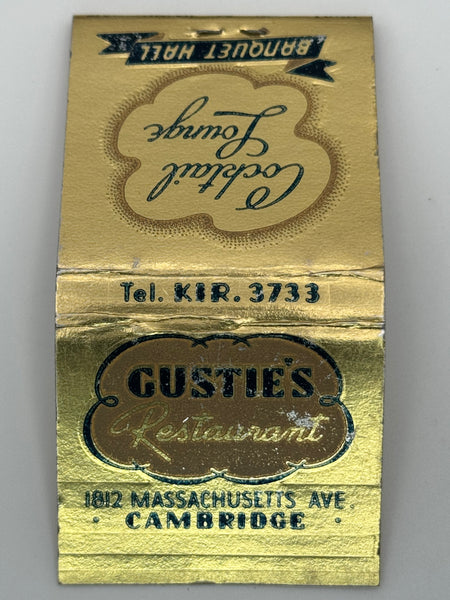 BANQUET HALL
Cocktail
Lounge
Tel. KIR. 3733
GUSTIE'S
Restaurant
1812 MASSACHUSETTS AVE.
• CAMBRIDGE •